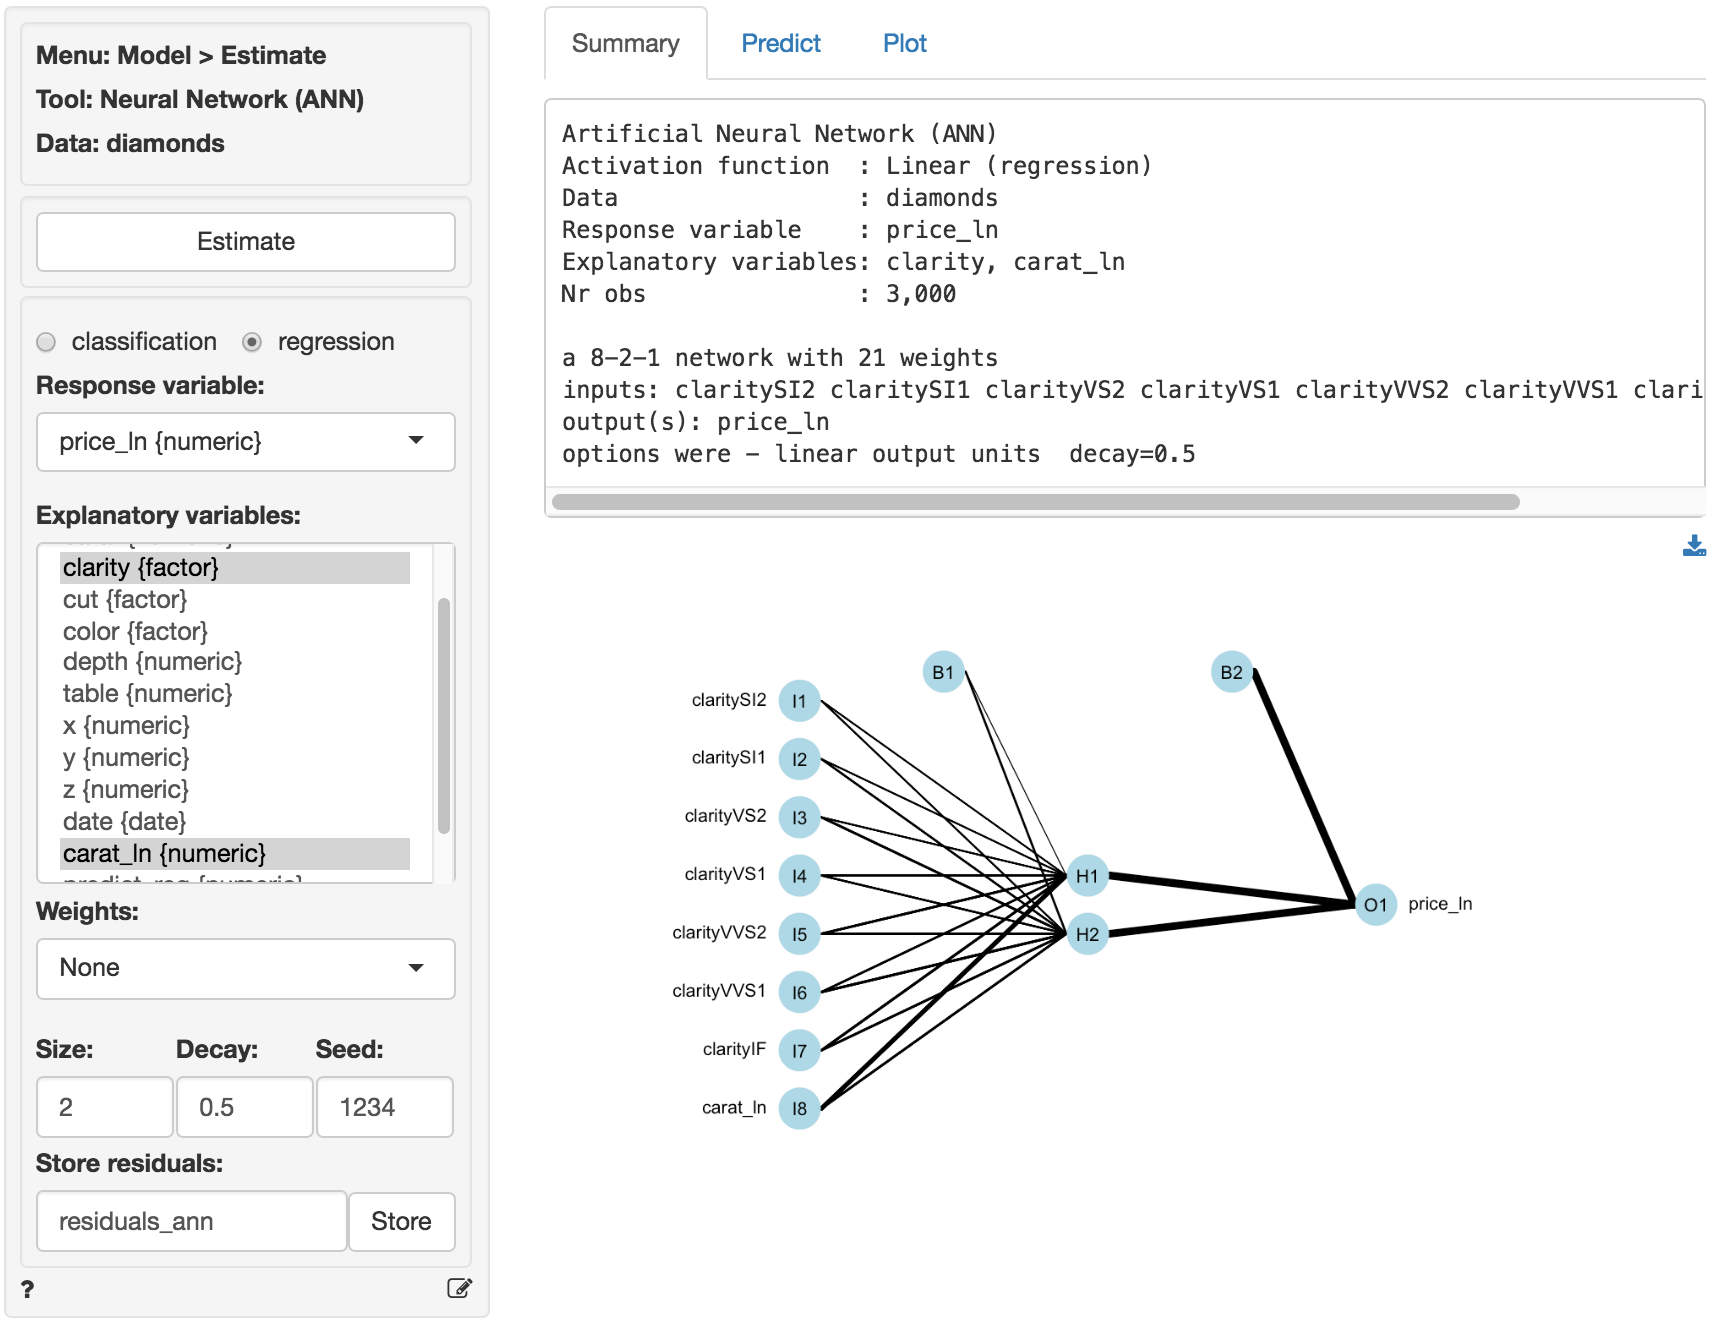 Menu: Model > Estimate
Tool: Neural Network (ANN)
Data: diamonds
Estimate
classification regression
Response variable:
price_ln {numeric}
Explanatory variables:
clarity {factor}
cut {factor}
color {factor}
depth {numeric}
table {numeric}
x {numeric}
y {numeric}
z {numeric}
date {date}
carat_ln {numeric}
Weights:
None
Size: Decay: Seed:
2 0.5 1234
Store residuals:
residuals_ann Store
?
Summary Predict Plot
Artificial Neural Network (ANN)
Activation function : Linear (regression)
Data : diamonds
Response variable : price_ln
Explanatory variables: clarity, carat_ln
Nr obs : 3,000
a 8-2-1 network with 21 weights
inputs: claritySI2 claritySI1 clarityVS2 clarityVS1 clarityVVS2 clarityVVS1 clari
output(s): price_ln
options were - linear output units decay=0.5
B1 B2
claritySI2 I1
claritySI1 I2
clarityVS2 I3
clarityVS1 I4 H1
O1 price_ln
clarityVVS2 I5 H2
clarityVVS1 I6
clarityIF I7
carat_ln I8